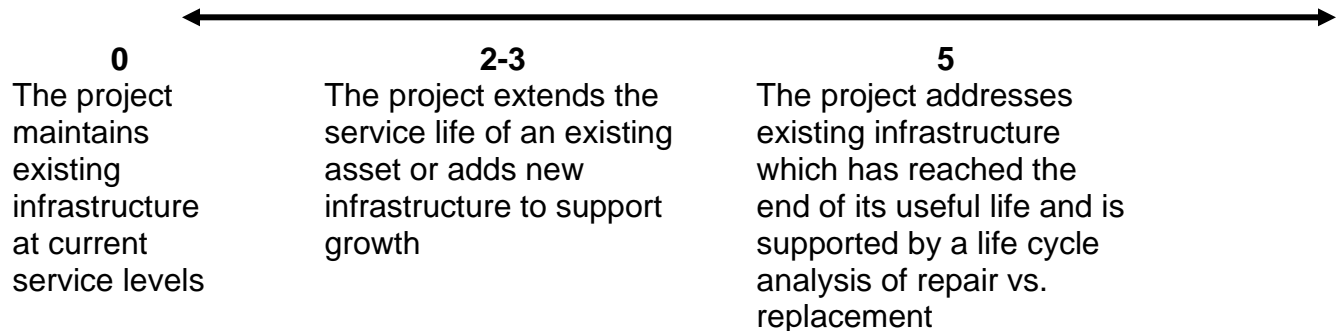 0
The project
maintains
existing
infrastructure
at current
service levels
2-3
The project extends the
service life of an existing
asset or adds new
infrastructure to support
growth
5
The project addresses
existing infrastructure
which has reached the
end of its useful life and is
supported by a life cycle
analysis of repair vs.
replacement